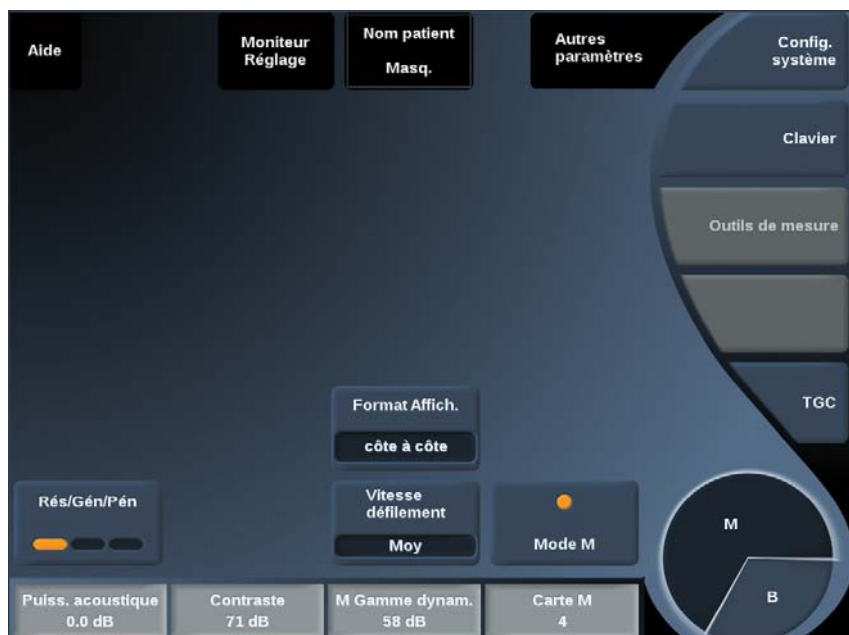 Aide
Moniteur
Réglage
Nom patient
Masq.
Autres
paramètres
Config.
système
Clavier
Outils de mesure
TGC
Format Affich.
côte à côte
Rés/Gén/Pén
Vitesse
défilement
Moy
Mode M
M
B
Puiss. acoustique
0.0 dB
Contraste
71 dB
M Gamme dynam.
58 dB
Carte M
4